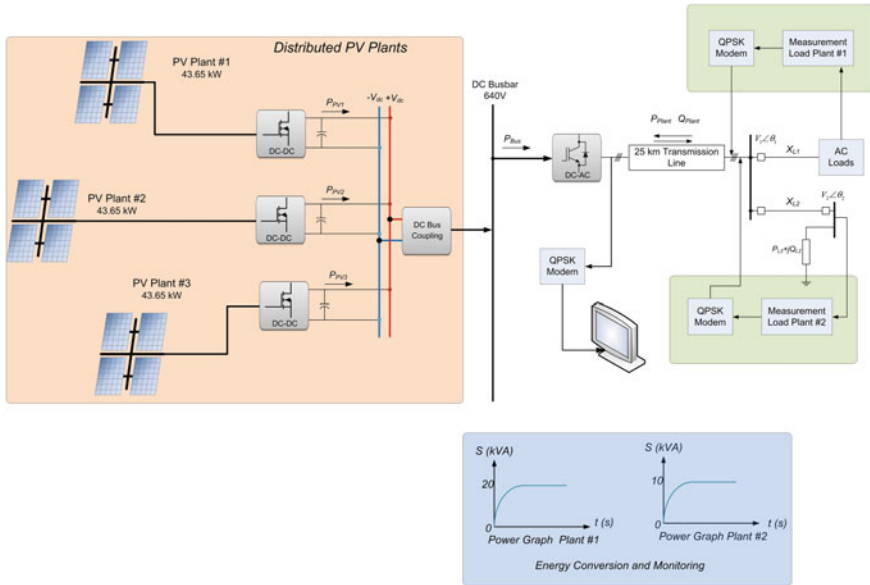 Distributed PV Plants
PV Plant #1
43.65 kW
DC-DC
P_PV1
-V_dc +V_dc
PV Plant #2
43.65 kW
DC-DC
P_PV2
DC Bus
Coupling
PV Plant #3
43.65 kW
DC-DC
P_PV3
DC Busbar
640V
P_Bus
DC-AC
P_Plant Q_Plant
25 km Transmission
Line
QPSK
Modem
QPSK
Modem
Measurement
Load Plant #1
V_1∠θ_1
X_L1
AC
Loads
X_L2
V_2∠θ_2
P_L2+jQ_L2
QPSK
Modem
Measurement
Load Plant #2
S (kVA)
20
0
t (s)
Power Graph Plant #1
S (kVA)
10
0
t (s)
Power Graph Plant #2
Energy Conversion and Monitoring